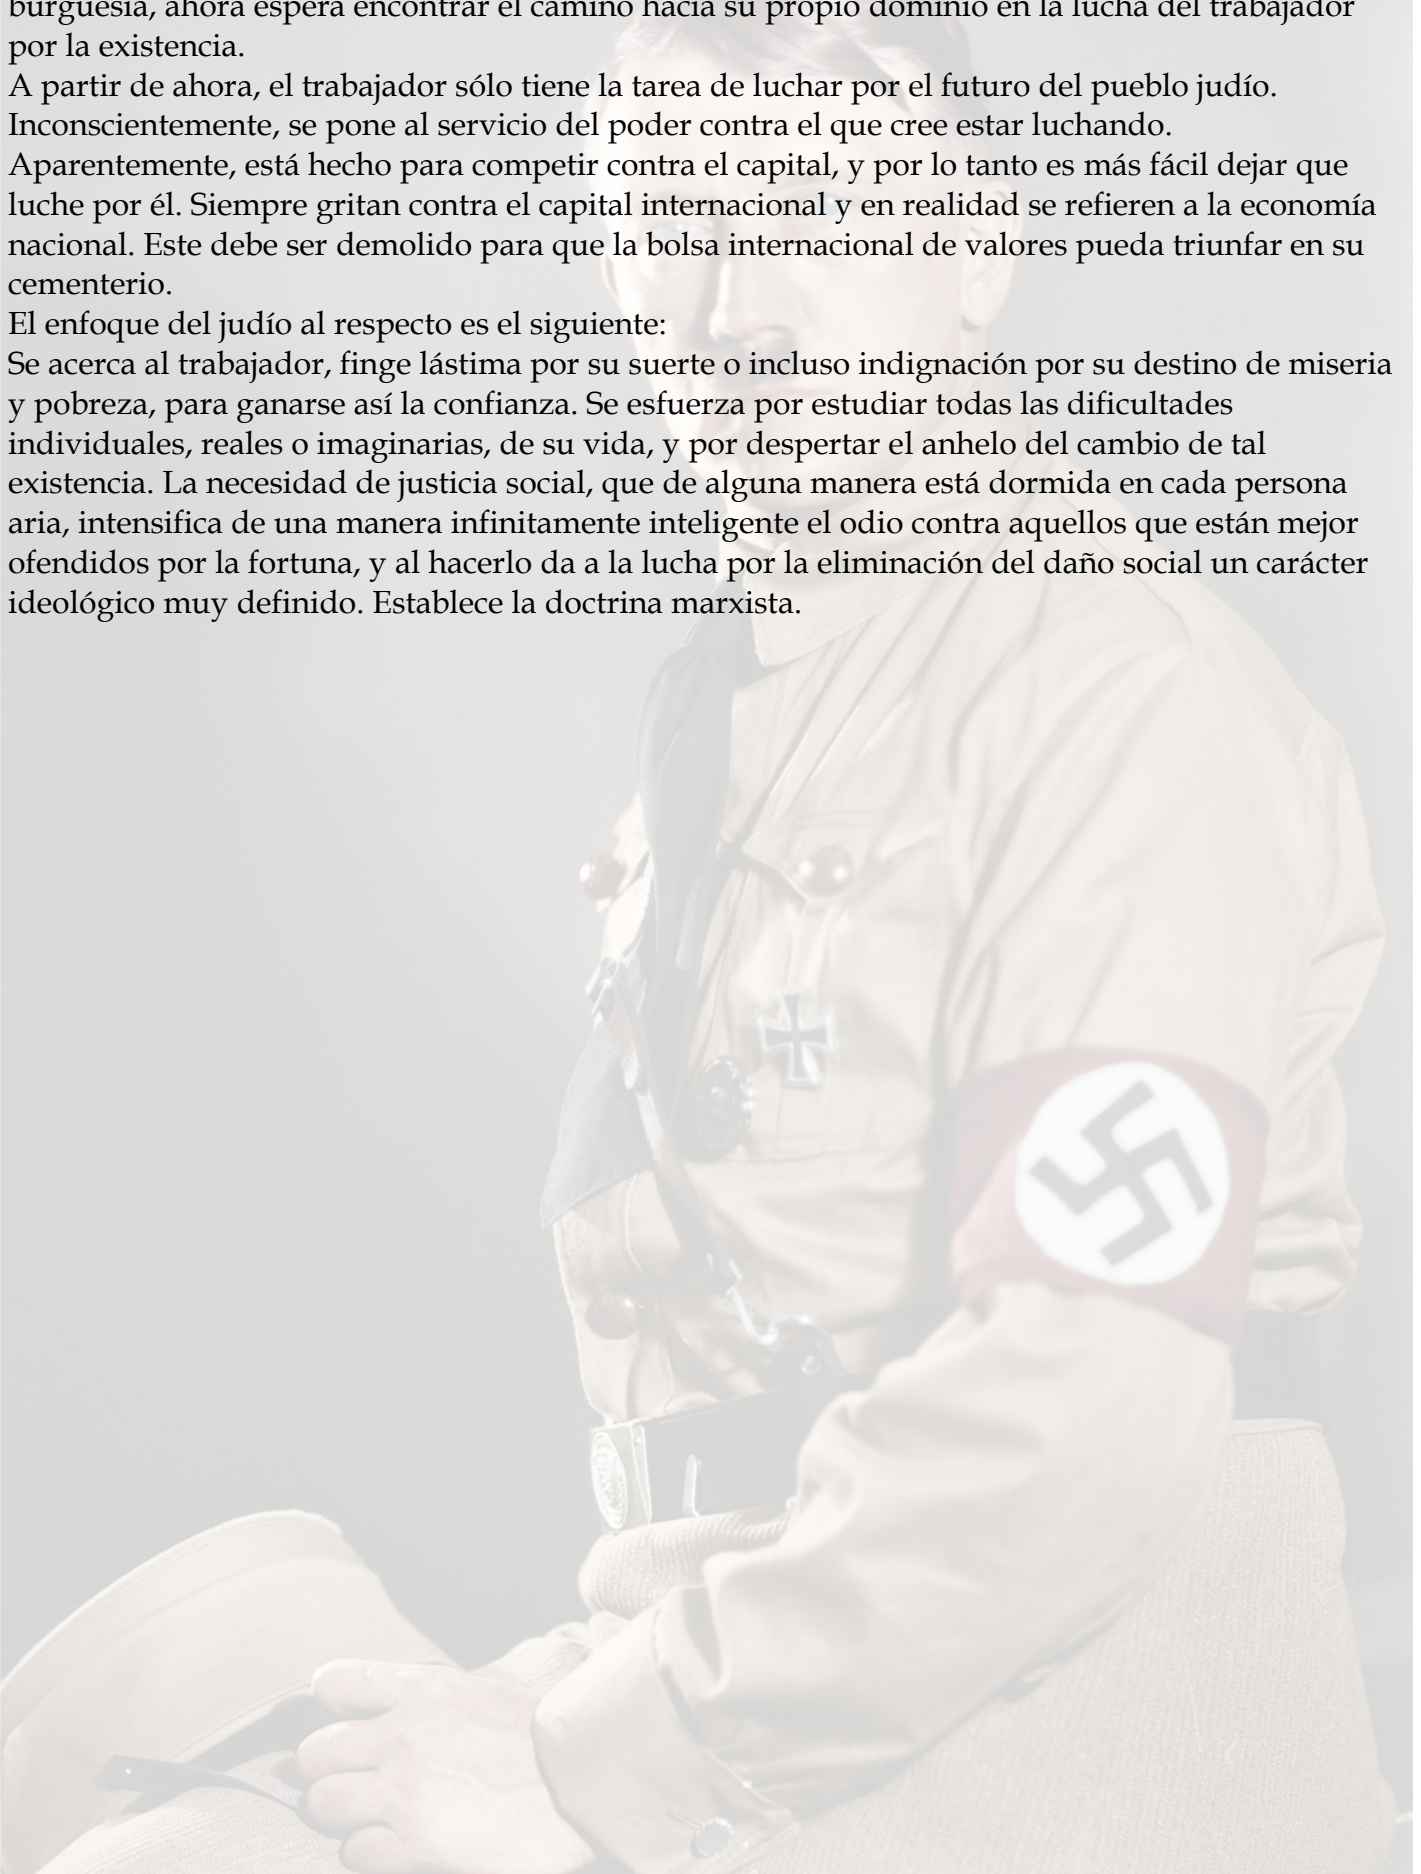 burguesía, ahora espera encontrar el camino hacia su propio dominio en la lucha del trabajador
por la existencia.
A partir de ahora, el trabajador sólo tiene la tarea de luchar por el futuro del pueblo judío.
Inconscientemente, se pone al servicio del poder contra el que cree estar luchando.
Aparentemente, está hecho para competir contra el capital, y por lo tanto es más fácil dejar que
luche por él. Siempre gritan contra el capital internacional y en realidad se refieren a la economía
nacional. Este debe ser demolido para que la bolsa internacional de valores pueda triunfar en su
cementerio.
El enfoque del judío al respecto es el siguiente:
Se acerca al trabajador, finge lástima por su suerte o incluso indignación por su destino de miseria
y pobreza, para ganarse así la confianza. Se esfuerza por estudiar todas las dificultades
individuales, reales o imaginarias, de su vida, y por despertar el anhelo del cambio de tal
existencia. La necesidad de justicia social, que de alguna manera está dormida en cada persona
aria, intensifica de una manera infinitamente inteligente el odio contra aquellos que están mejor
ofendidos por la fortuna, y al hacerlo da a la lucha por la eliminación del daño social un carácter
ideológico muy definido. Establece la doctrina marxista.